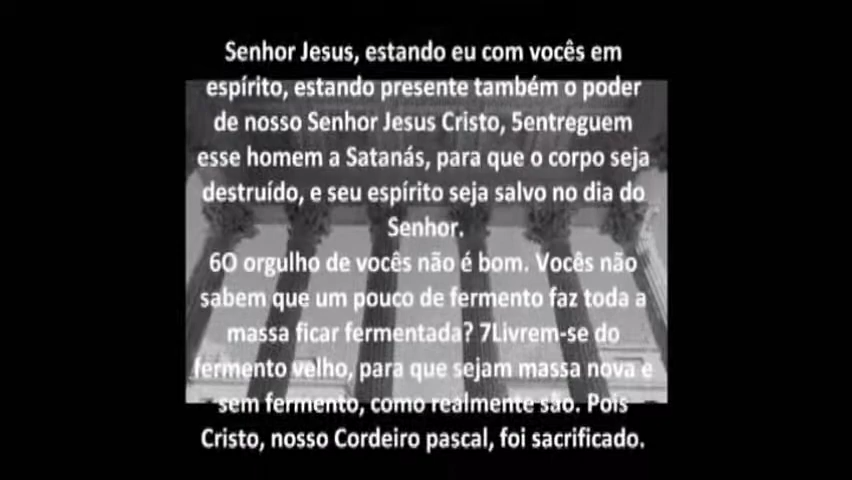 Senhor Jesus, estando eu com vocês em
espírito, estando presente também o poder
de nosso Senhor Jesus Cristo, 5entreguem
esse homem a Satanás, para que o corpo seja
destruído, e seu espírito seja salvo no dia do
Senhor.
6O orgulho de vocês não é bom. Vocês não
sabem que um pouco de fermento faz toda a
massa ficar fermentada? 7Livrem-se do
fermento velho, para que sejam massa nova e
sem fermento, como realmente são. Pois
Cristo, nosso Cordeiro pascal, foi sacrificado.